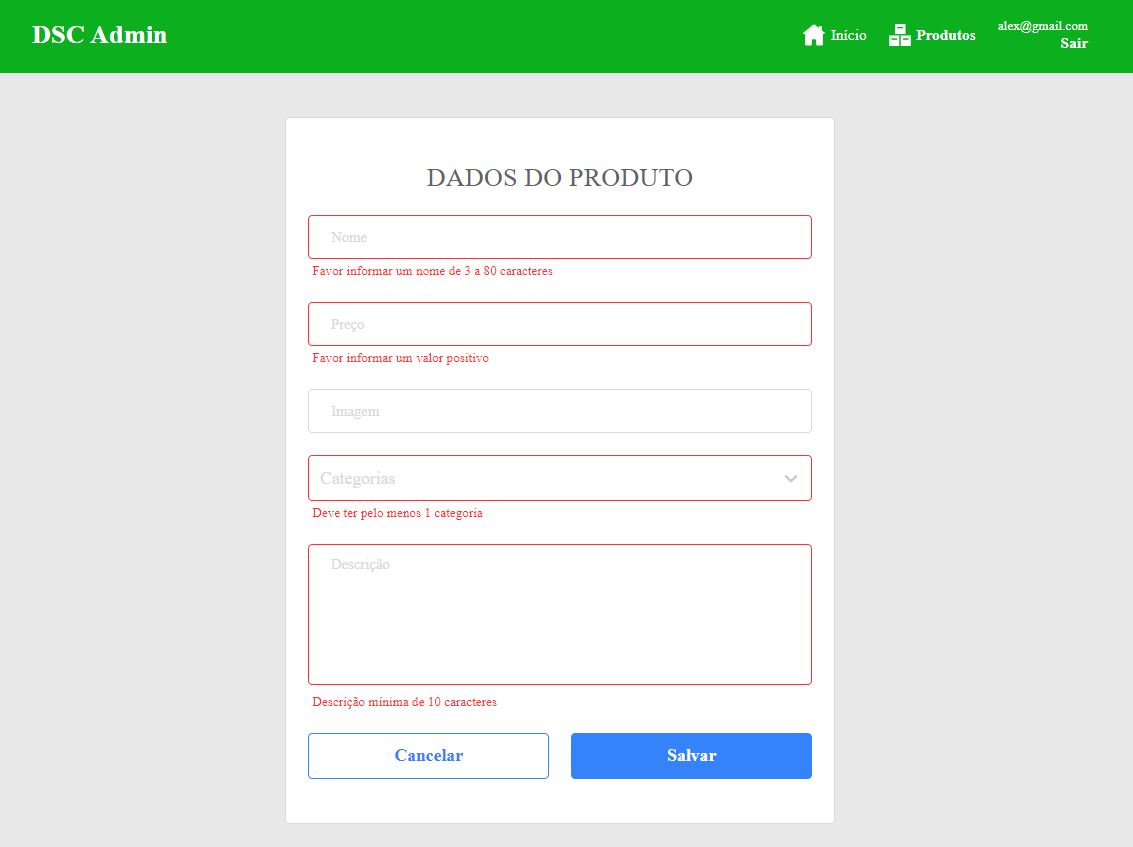 DSC Admin
Início
Produtos
alex@gmail.com
Sair
DADOS DO PRODUTO
Nome
Favor informar um nome de 3 a 80 caracteres
Preço
Favor informar um valor positivo
Imagem
Categorias
Deve ter pelo menos 1 categoria
Descrição
Descrição mínima de 10 caracteres
Cancelar
Salvar